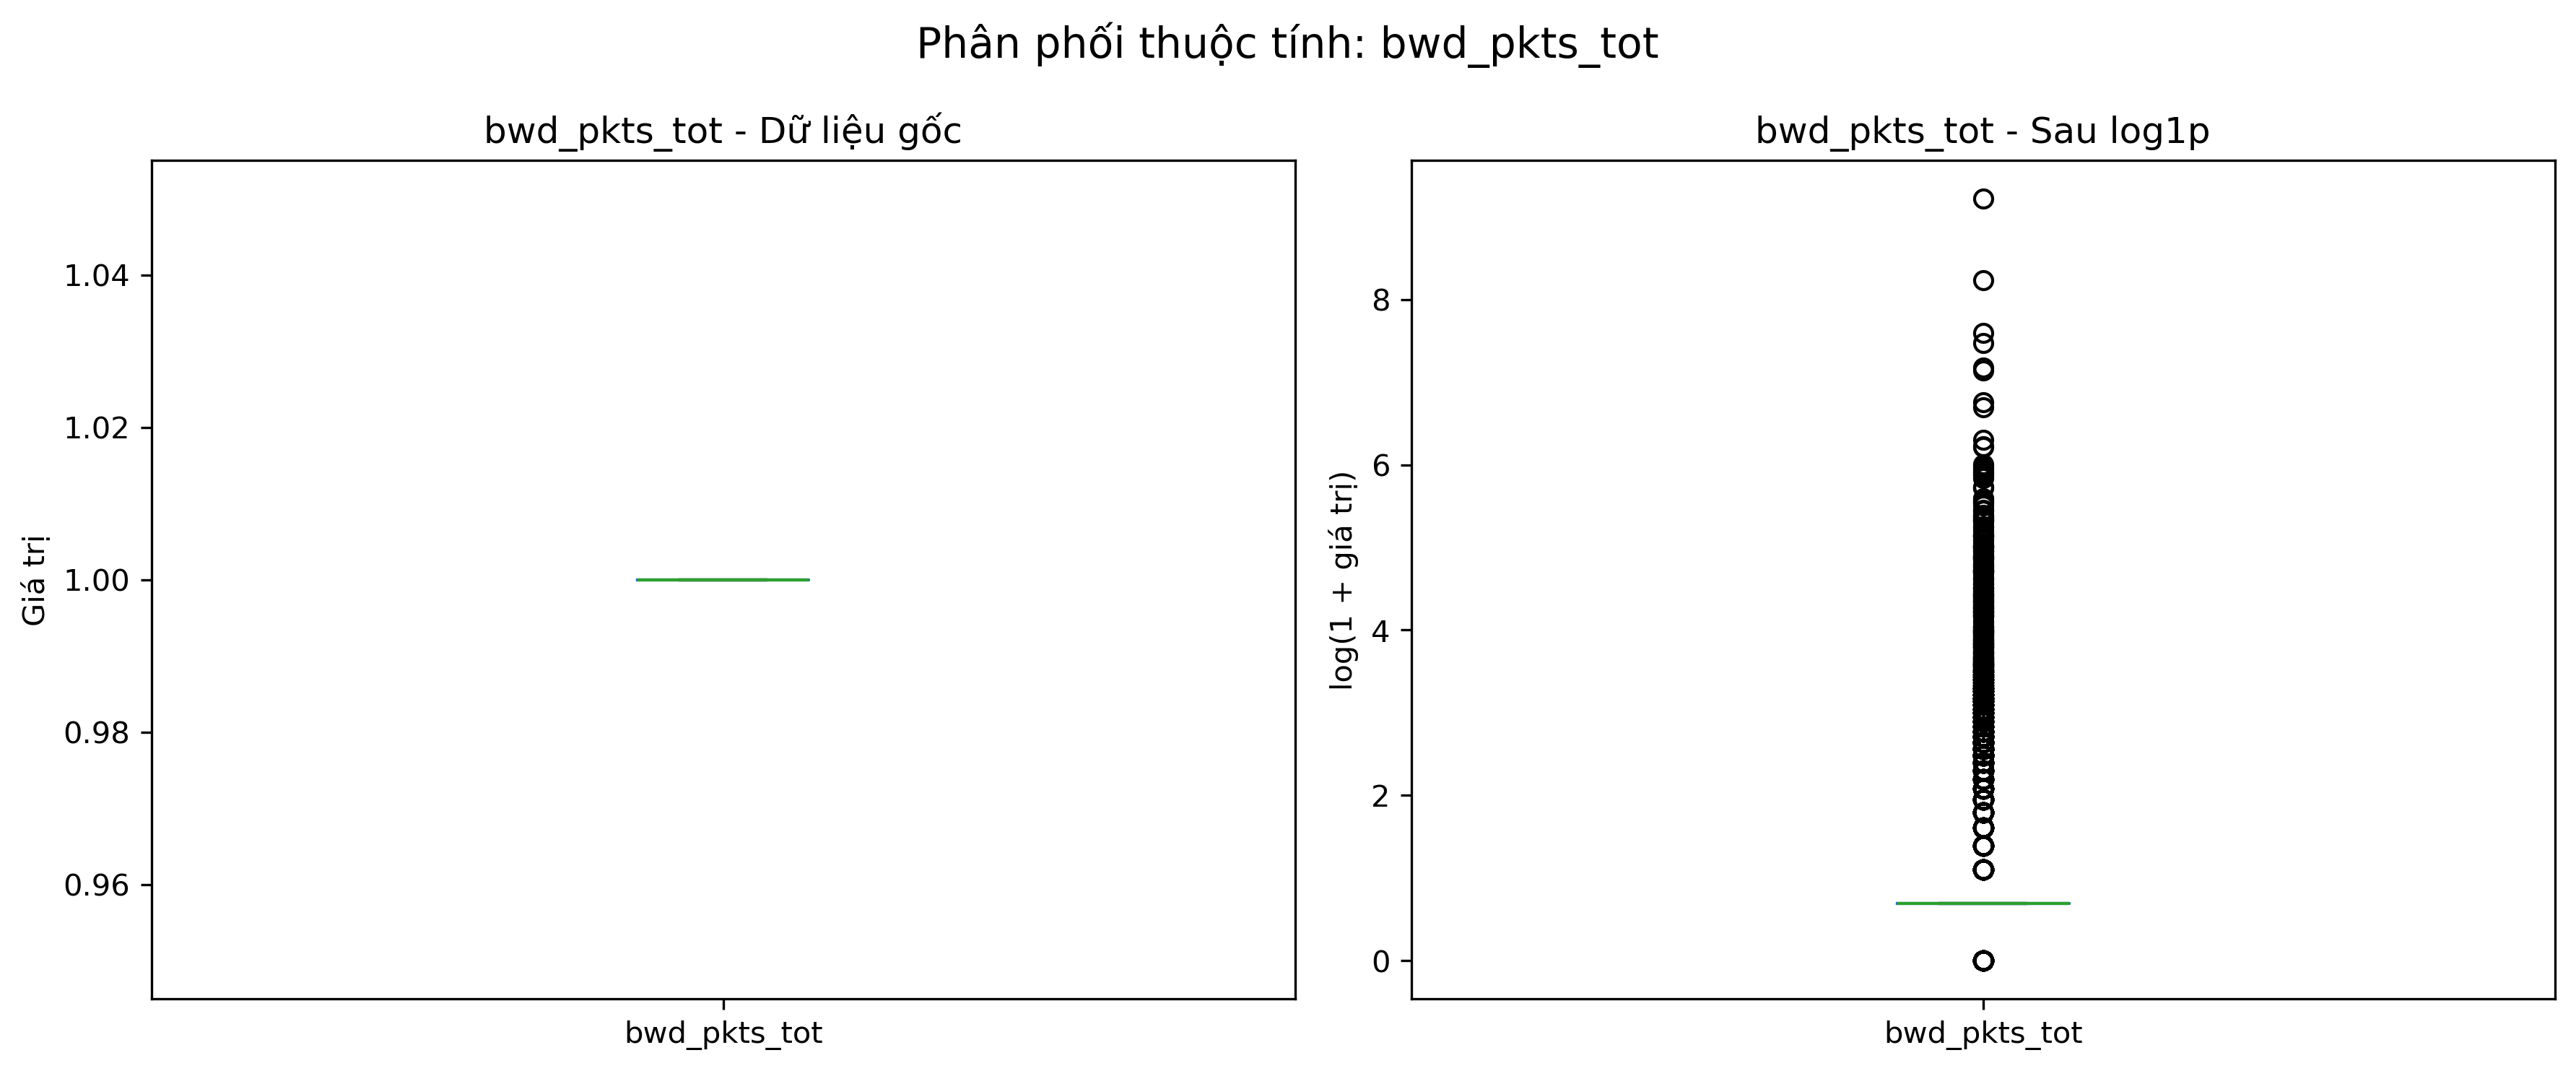 Phân phối thuộc tính: bwd_pkts_tot
bwd_pkts_tot - Dữ liệu gốc
Giá trị
1.04
1.02
1.00
0.98
0.96
bwd_pkts_tot
bwd_pkts_tot - Sau log1p
log(1 + giá trị)
8
6
4
2
0
bwd_pkts_tot